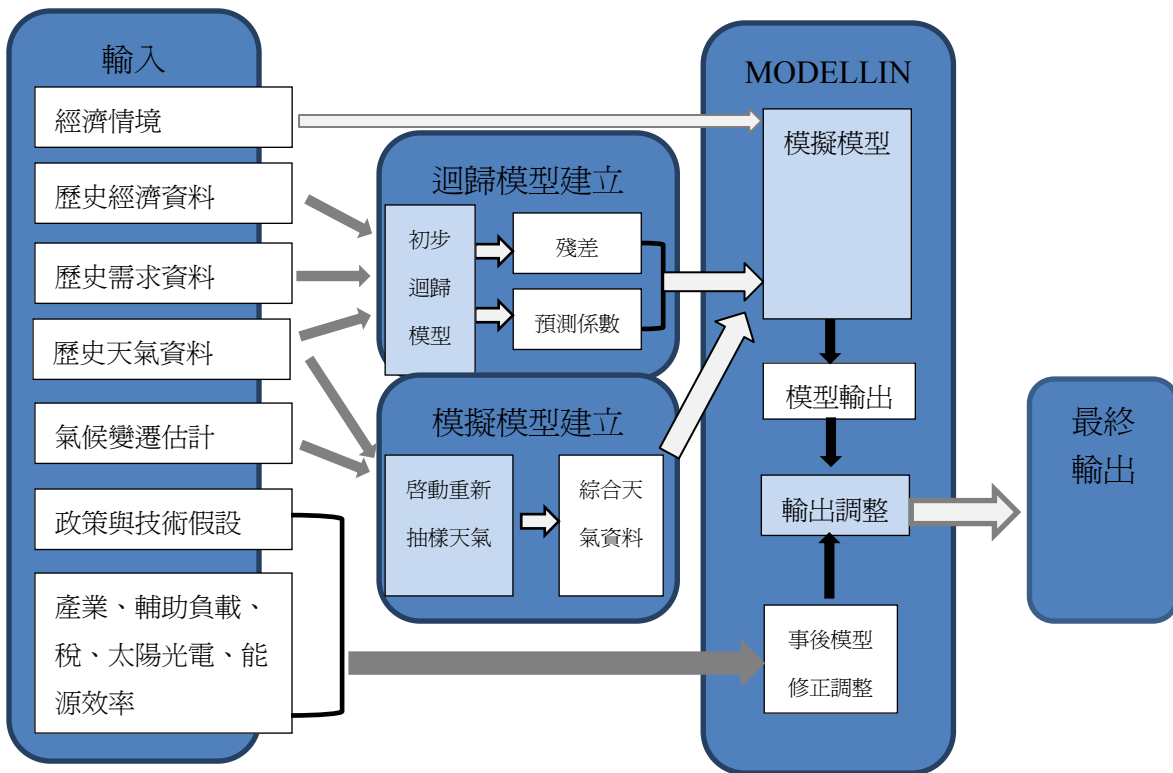 輸入
經濟情境
歷史經濟資料
歷史需求資料
歷史天氣資料
氣候變遷估計
政策與技術假設
產業、輔助負載、
稅、太陽光電、能
源效率
迴歸模型建立
初步
迴歸
模型
殘差
預測係數
模擬模型建立
啓動重新
抽樣天氣
綜合天
氣資料
MODELLIN
模擬模型
模型輸出
輸出調整
事後模型
修正調整
最終
輸出